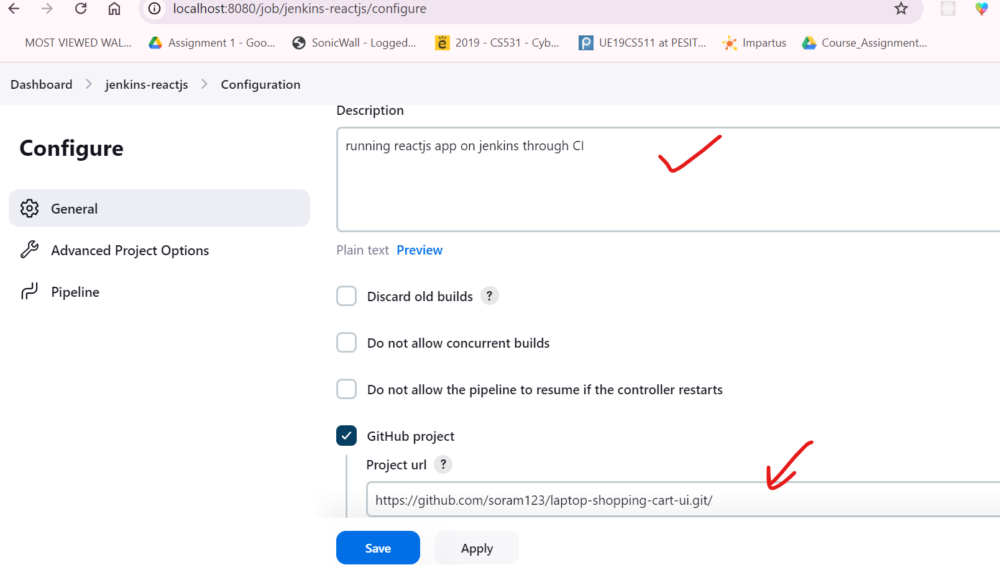 localhost:8080/job/jenkins-reactjs/configure
MOST VIEWED WAL... Assignment 1 - Goo... SonicWall - Logged... 2019 - CS531 - Cyb... UE19CS511 at PESIT... Impartus Course_Assignment...
Dashboard > jenkins-reactjs > Configuration
Configure
General
Advanced Project Options
Pipeline
Description
running reactjs app on jenkins through CI
Plain text Preview
Discard old builds ?
Do not allow concurrent builds
Do not allow the pipeline to resume if the controller restarts
GitHub project
Project url ?
https://github.com/soram123/laptop-shopping-cart-ui.git/
Save Apply